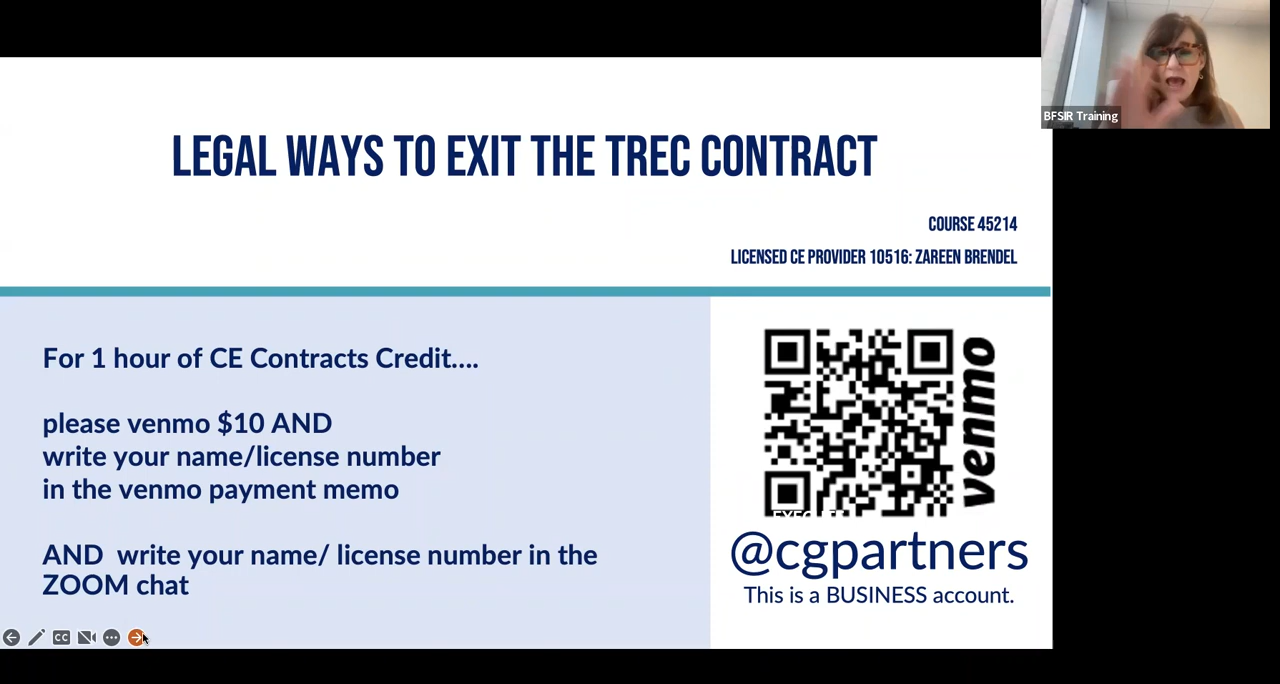 LEGAL WAYS TO EXIT THE TREC CONTRACT
COURSE 45214
LICENSED CE PROVIDER 10516: ZAREEN BRENDEL
For 1 hour of CE Contracts Credit....
please venmo $10 AND
write your name/license number
in the venmo payment memo
AND  write your name/ license number in the
ZOOM chat
venmo
@cgpartners
This is a BUSINESS account.
BFSIR Training
CC